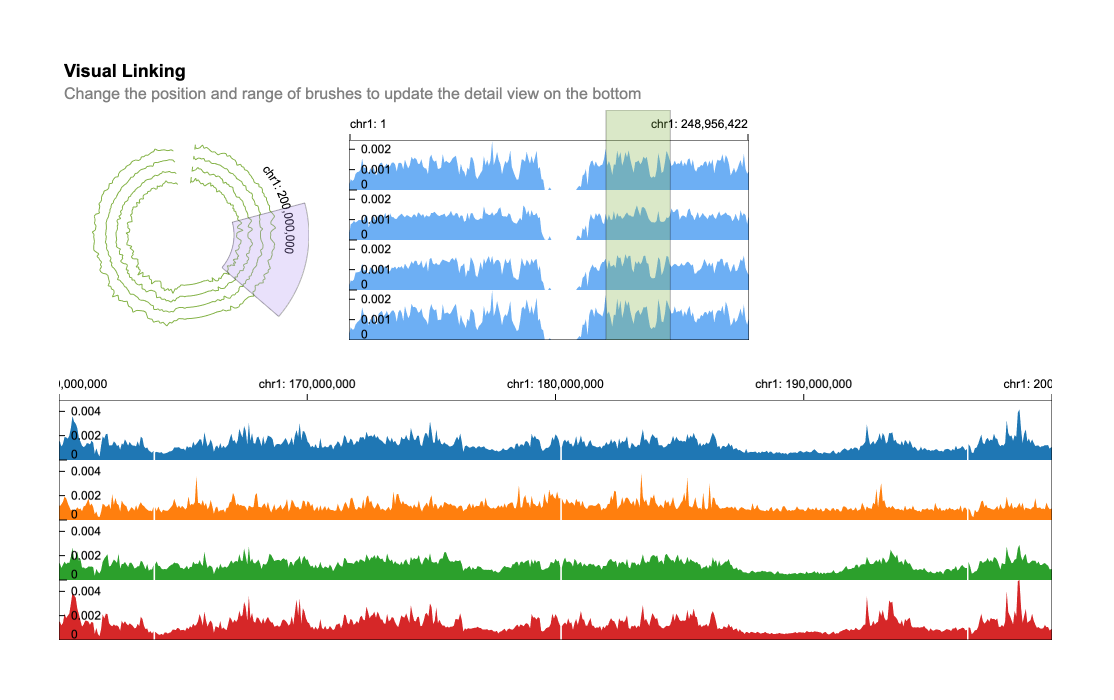 Visual Linking
Change the position and range of brushes to update the detail view on the bottom
chr1: 200,000,000
chr1: 1
chr1: 248,956,422
0.002
0.001
0
0.002
0.001
0
0.002
0.001
0
0.002
0.001
0
0,000,000
chr1: 170,000,000
chr1: 180,000,000
chr1: 190,000,000
chr1: 200
0.004
0.002
0
0.004
0.002
0
0.004
0.002
0
0.004
0.002
0